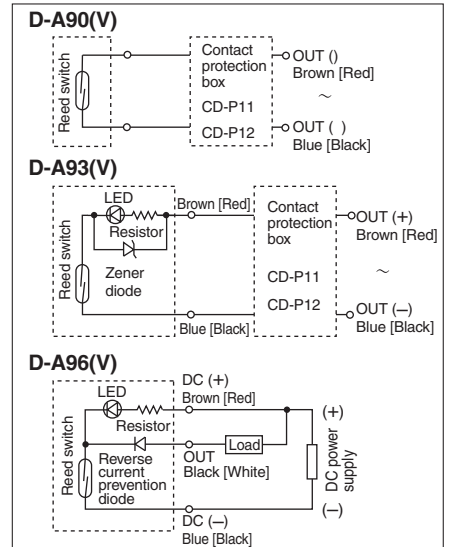 D-A90(V)
Reed switch
Contact
protection
box
CD-P11
CD-P12
OUT ()
Brown [Red]
~
OUT ( )
Blue [Black]
D-A93(V)
Reed switch
LED
Resistor
Zener
diode
Brown [Red]
Blue [Black]
Contact
protection
box
CD-P11
CD-P12
OUT (+)
Brown [Red]
~
OUT (–)
Blue [Black]
D-A96(V)
Reed switch
LED
Resistor
Reverse
current
prevention
diode
DC (+)
Brown [Red]
Load
OUT
Black [White]
DC (–)
Blue [Black]
(+)
DC power
supply
(–)